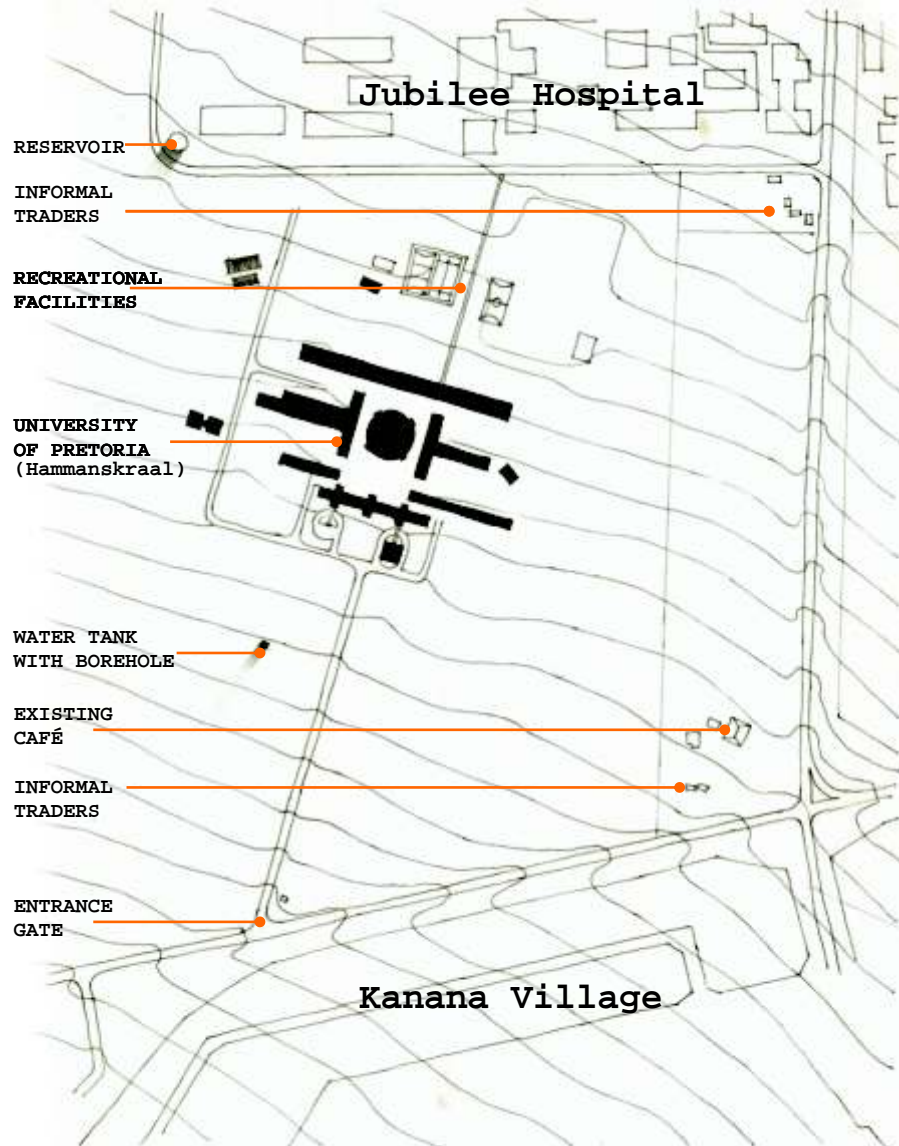 Jubilee Hospital
RESERVOIR
INFORMAL
TRADERS
RECREATIONAL
FACILITIES
UNIVERSITY
OF PRETORIA
(Hammanskraal)
WATER TANK
WITH BOREHOLE
EXISTING
CAFÉ
INFORMAL
TRADERS
ENTRANCE
GATE
Kanana Village